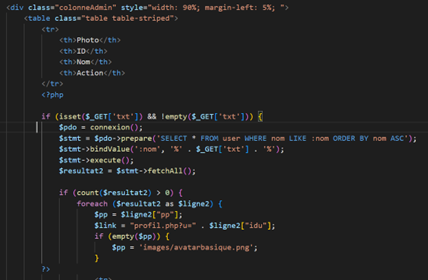 <div class="colonneAdmin" style="width: 90%; margin-left: 5%; ">
<table class="table table-striped">
<tr>
<th>Photo</th>
<th>ID</th>
<th>Nom</th>
<th>Action</th>
</tr>
<?php
if (isset($_GET['txt']) && !empty($_GET['txt'])) {
$pdo = connexion();
$stmt = $pdo->prepare('SELECT * FROM user WHERE nom LIKE :nom ORDER BY nom ASC');
$stmt->bindValue(':nom', '%' . $_GET['txt'] . '%');
$stmt->execute();
$resultat2 = $stmt->fetchAll();
if (count($resultat2) > 0) {
foreach ($resultat2 as $ligne2) {
$pp = $ligne2["pp"];
$link = "profil.php?u=" . $ligne2["idu"];
if (empty($pp)) {
$pp = 'images/avatarbasique.png';
}
?>